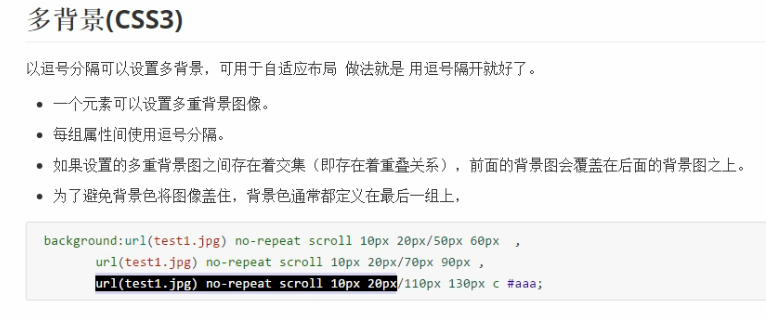 多背景(CSS3)
以逗号分隔可以设置多背景，可用于自适应布局 做法就是 用逗号隔开就好了。
一个元素可以设置多重背景图像。
每组属性间使用逗号分隔。
如果设置的多重背景图之间存在着交集（即存在着重叠关系），前面的背景图会覆盖在后面的背景图之上。
为了避免背景色将图像盖住，背景色通常都定义在最后一组上，
background:url(test1.jpg) no-repeat scroll 10px 20px/50px 60px ,
url(test1.jpg) no-repeat scroll 10px 20px/70px 90px ,
url(test1.jpg) no-repeat scroll 10px 20px/110px 130px c #aaa;